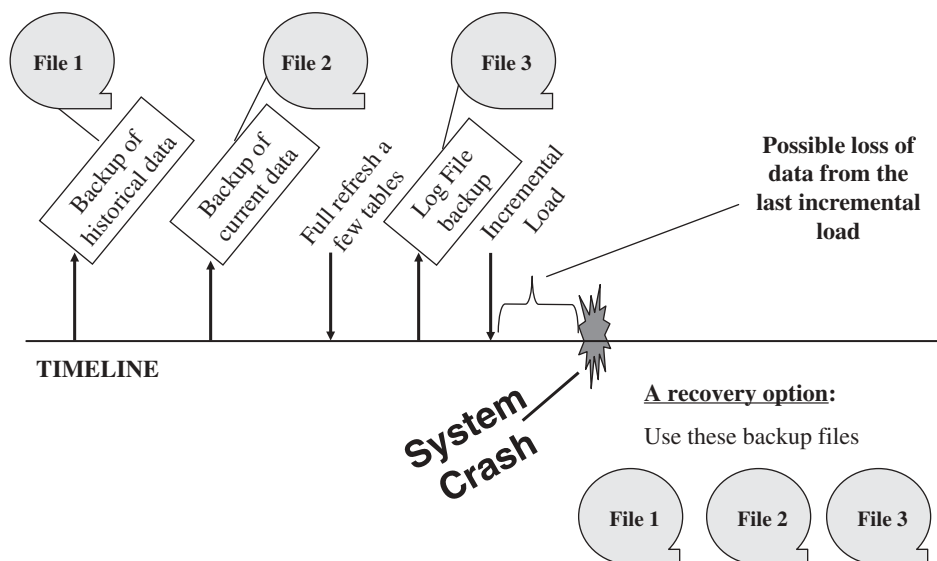 File 1
File 2
File 3
Backup of
historical data
Backup of
current data
Full refresh a
few tables
Log File
backup
Incremental
Load
Possible loss of
data from the
last incremental
load
TIMELINE
System
Crash
A recovery option:
Use these backup files
File 1
File 2
File 3